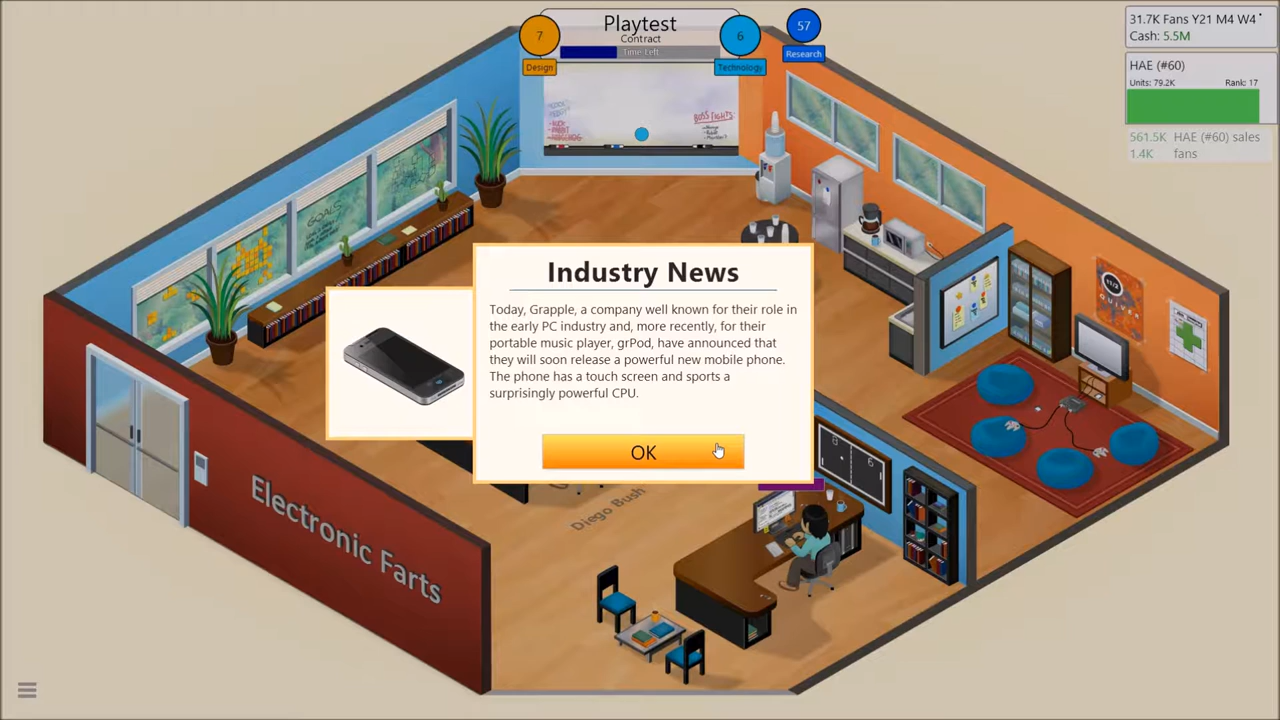 Playtest
Contract
Time Left
7
Design
6
Technology
57
Research
31.7K Fans Y21 M4 W4
Cash: 5.5M
HAE (#60)
Units: 79.2K Rank: 17
561.5K HAE (#60) sales
1.4K fans
BOSS FIGHTS
GOALS
QUIVER
Industry News
Today, Grapple, a company well known for their role in
the early PC industry and, more recently, for their
portable music player, grPod, have announced that
they will soon release a powerful new mobile phone.
The phone has a touch screen and sports a
surprisingly powerful CPU.
OK
8 6
Diego Bush
Electronic Farts